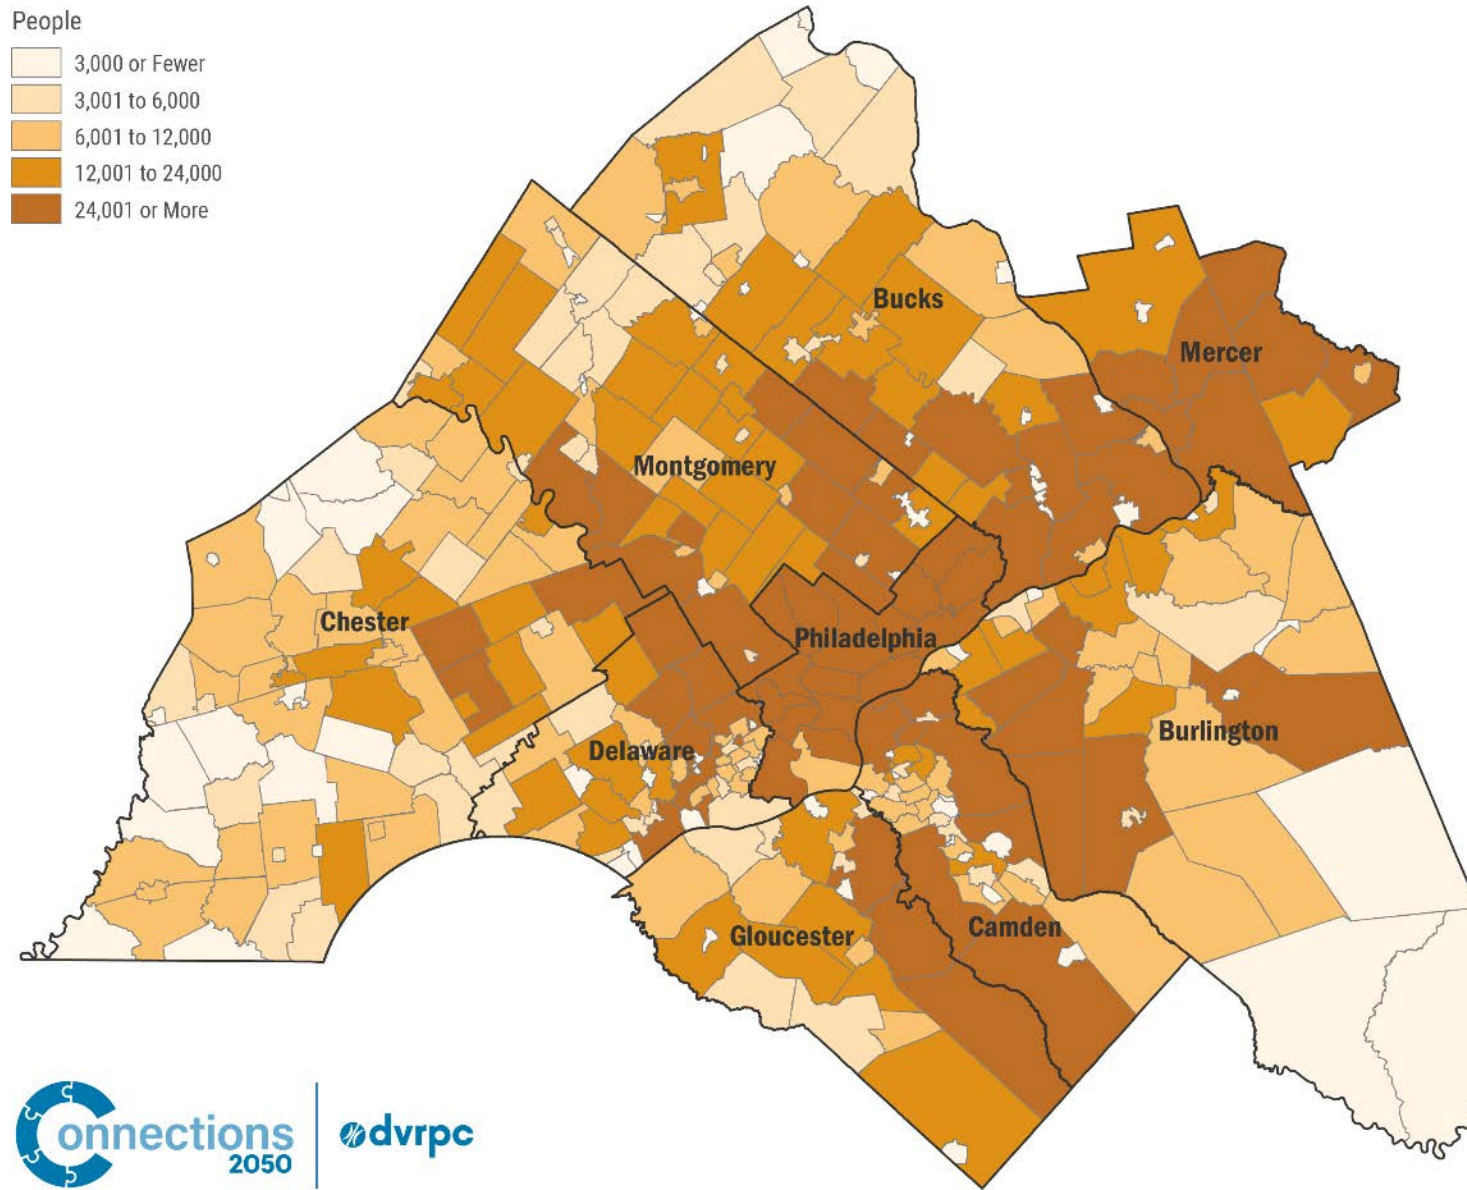 People
3,000 or Fewer
3,001 to 6,000
6,001 to 12,000
12,001 to 24,000
24,001 or More
Bucks
Mercer
Montgomery
Chester
Philadelphia
Delaware
Burlington
Gloucester
Camden
Connections
2050
dvrpc